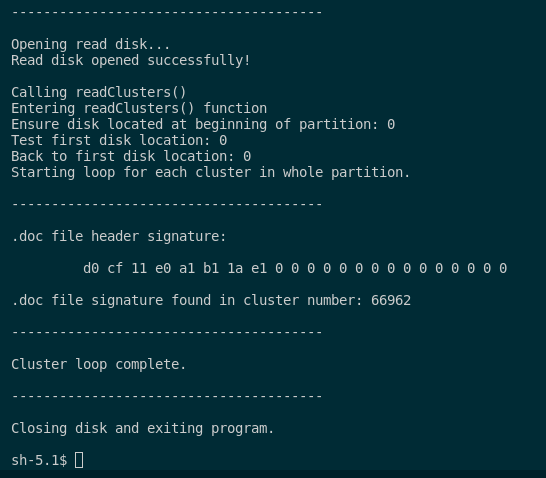 ---------------------------------------
Opening read disk...
Read disk opened successfully!
Calling readClusters()
Entering readClusters() function
Ensure disk located at beginning of partition: 0
Test first disk location: 0
Back to first disk location: 0
Starting loop for each cluster in whole partition.
---------------------------------------
.doc file header signature:
d0 cf 11 e0 a1 b1 1a e1 0 0 0 0 0 0 0 0 0 0 0 0 0 0 0
.doc file signature found in cluster number: 66962
---------------------------------------
Cluster loop complete.
---------------------------------------
Closing disk and exiting program.
sh-5.1$